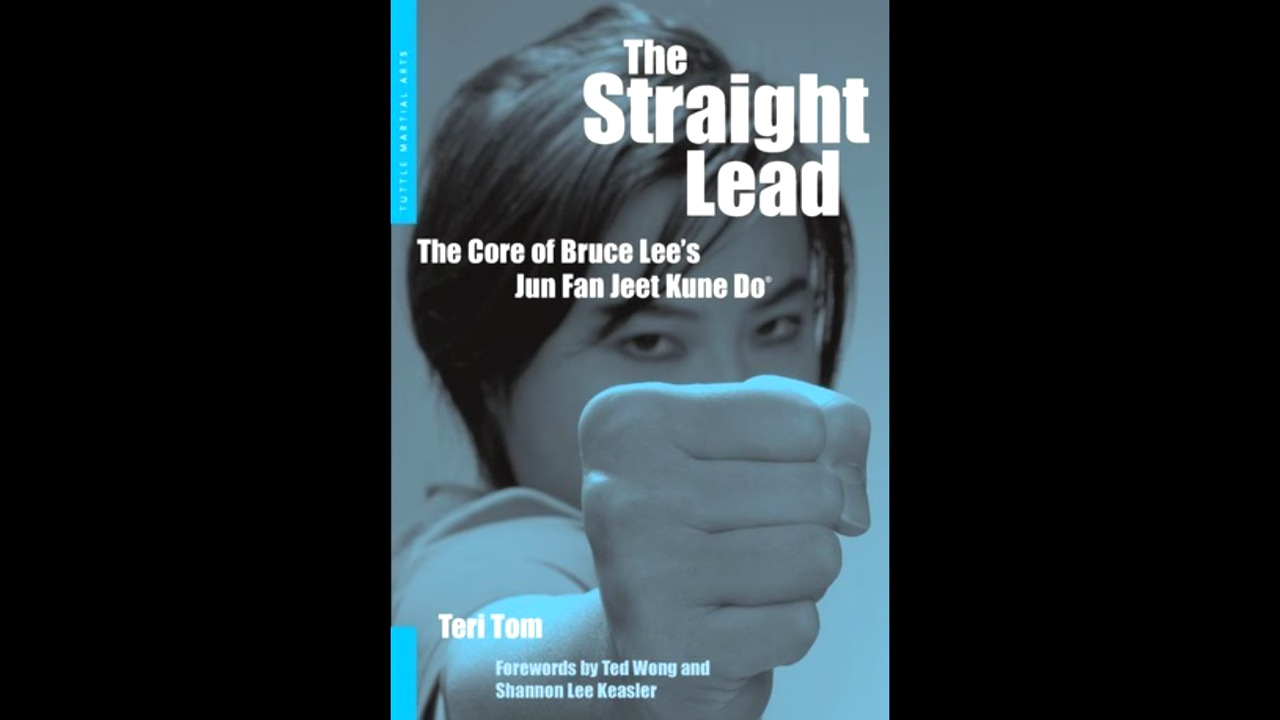 TUTTLE MARTIAL ARTS
The
Straight
Lead
The Core of Bruce Lee's
Jun Fan Jeet Kune Do®
Teri Tom
Forewords by Ted Wong and
Shannon Lee Keasler